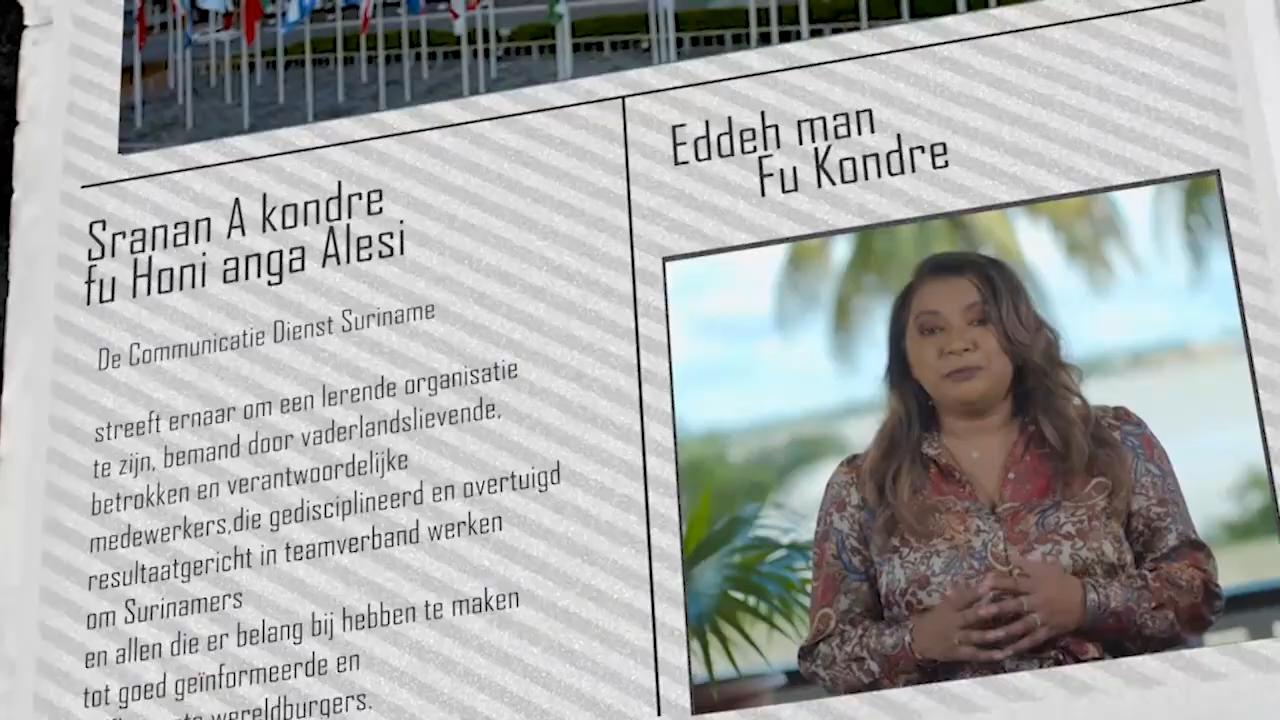 Sranan A kondre
fu Honi anga Alesi
De Communicatie Dienst Suriname
streeft ernaar om een lerende organisatie
te zijn, bemand door vaderlandslievende,
betrokken en verantwoordelijke
medewerkers,die gedisciplineerd en overtuigd
resultaatgericht in teamverband werken
om Surinamers
en allen die er belang bij hebben te maken
tot goed geïnformeerde en
wereldburgers.
Eddeh man
Fu Kondre